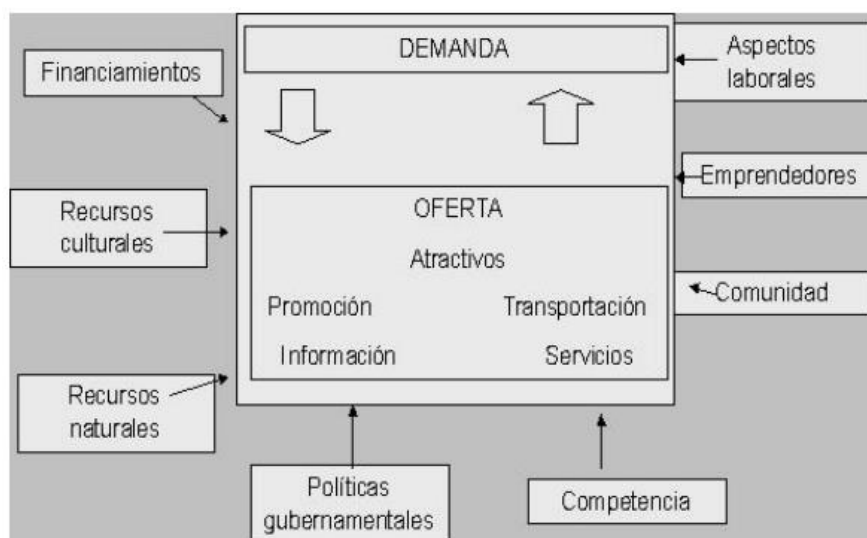 DEMANDA
Aspectos
laborales
Financiamientos
Emprendedores
OFERTA
Recursos
culturales
Atractivos
Comunidad
Promoción
Transportación
Información
Servicios
Recursos
naturales
Políticas
gubernamentales
Competencia